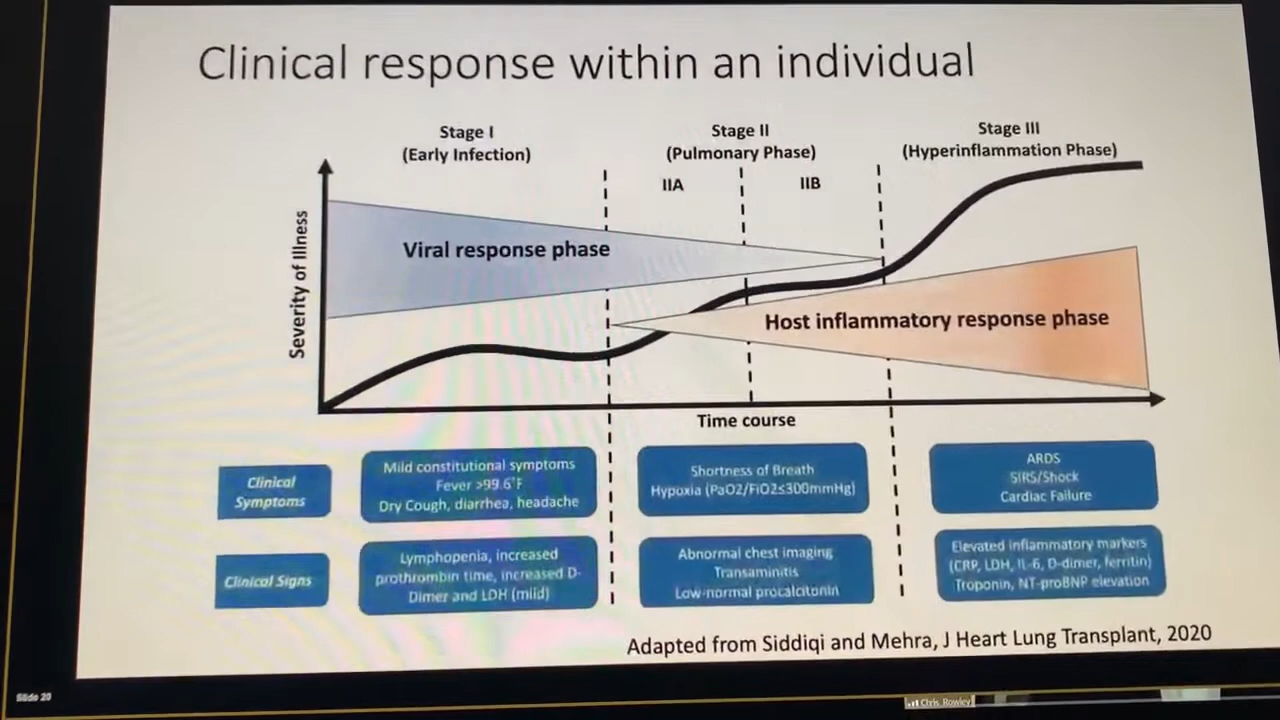 Clinical response within an individual
Stage I
(Early Infection)
Stage II
(Pulmonary Phase)
Stage III
(Hyperinflammation Phase)
IIA
IIB
Severity of Illness
Viral response phase
Host inflammatory response phase
Time course
Clinical
Symptoms
Mild constitutional symptoms
Fever >99.6°F
Dry Cough, diarrhea, headache
Shortness of Breath
Hypoxia (PaO2/FiO2≤300mmHg)
ARDS
SIRS/Shock
Cardiac Failure
Clinical Signs
Lymphopenia, increased
prothrombin time, increased D-
Dimer and LDH (mild)
Abnormal chest imaging
Transaminitis
Low-normal procalcitonin
Elevated inflammatory markers
(CRP, LDH, IL-6, D-dimer, ferritin)
Troponin, NT-proBNP elevation
Adapted from Siddiqi and Mehra, J Heart Lung Transplant, 2020
Slide 20
Chris Rowley